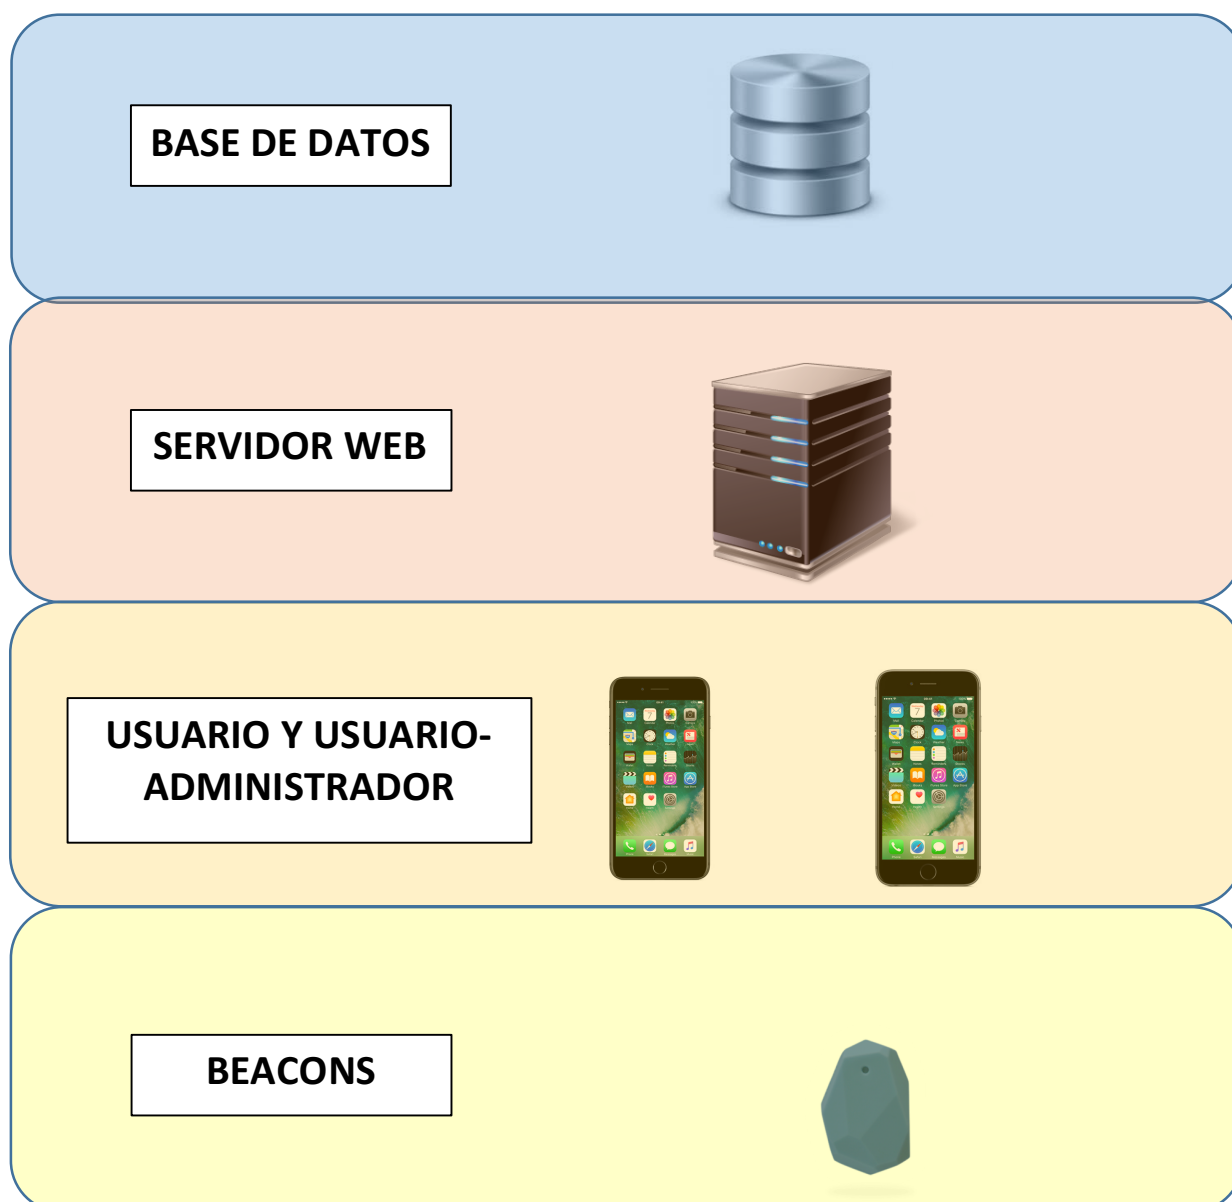 BASE DE DATOS
SERVIDOR WEB
USUARIO Y USUARIO-
ADMINISTRADOR
BEACONS